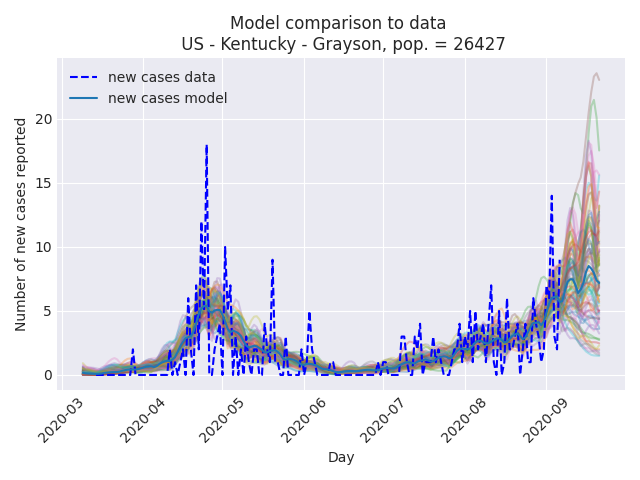 Model comparison to data
US - Kentucky - Grayson, pop. = 26427
new cases data
new cases model
Number of new cases reported
20
15
10
5
0
2020-03
2020-04
2020-05
2020-06
2020-07
2020-08
2020-09
Day